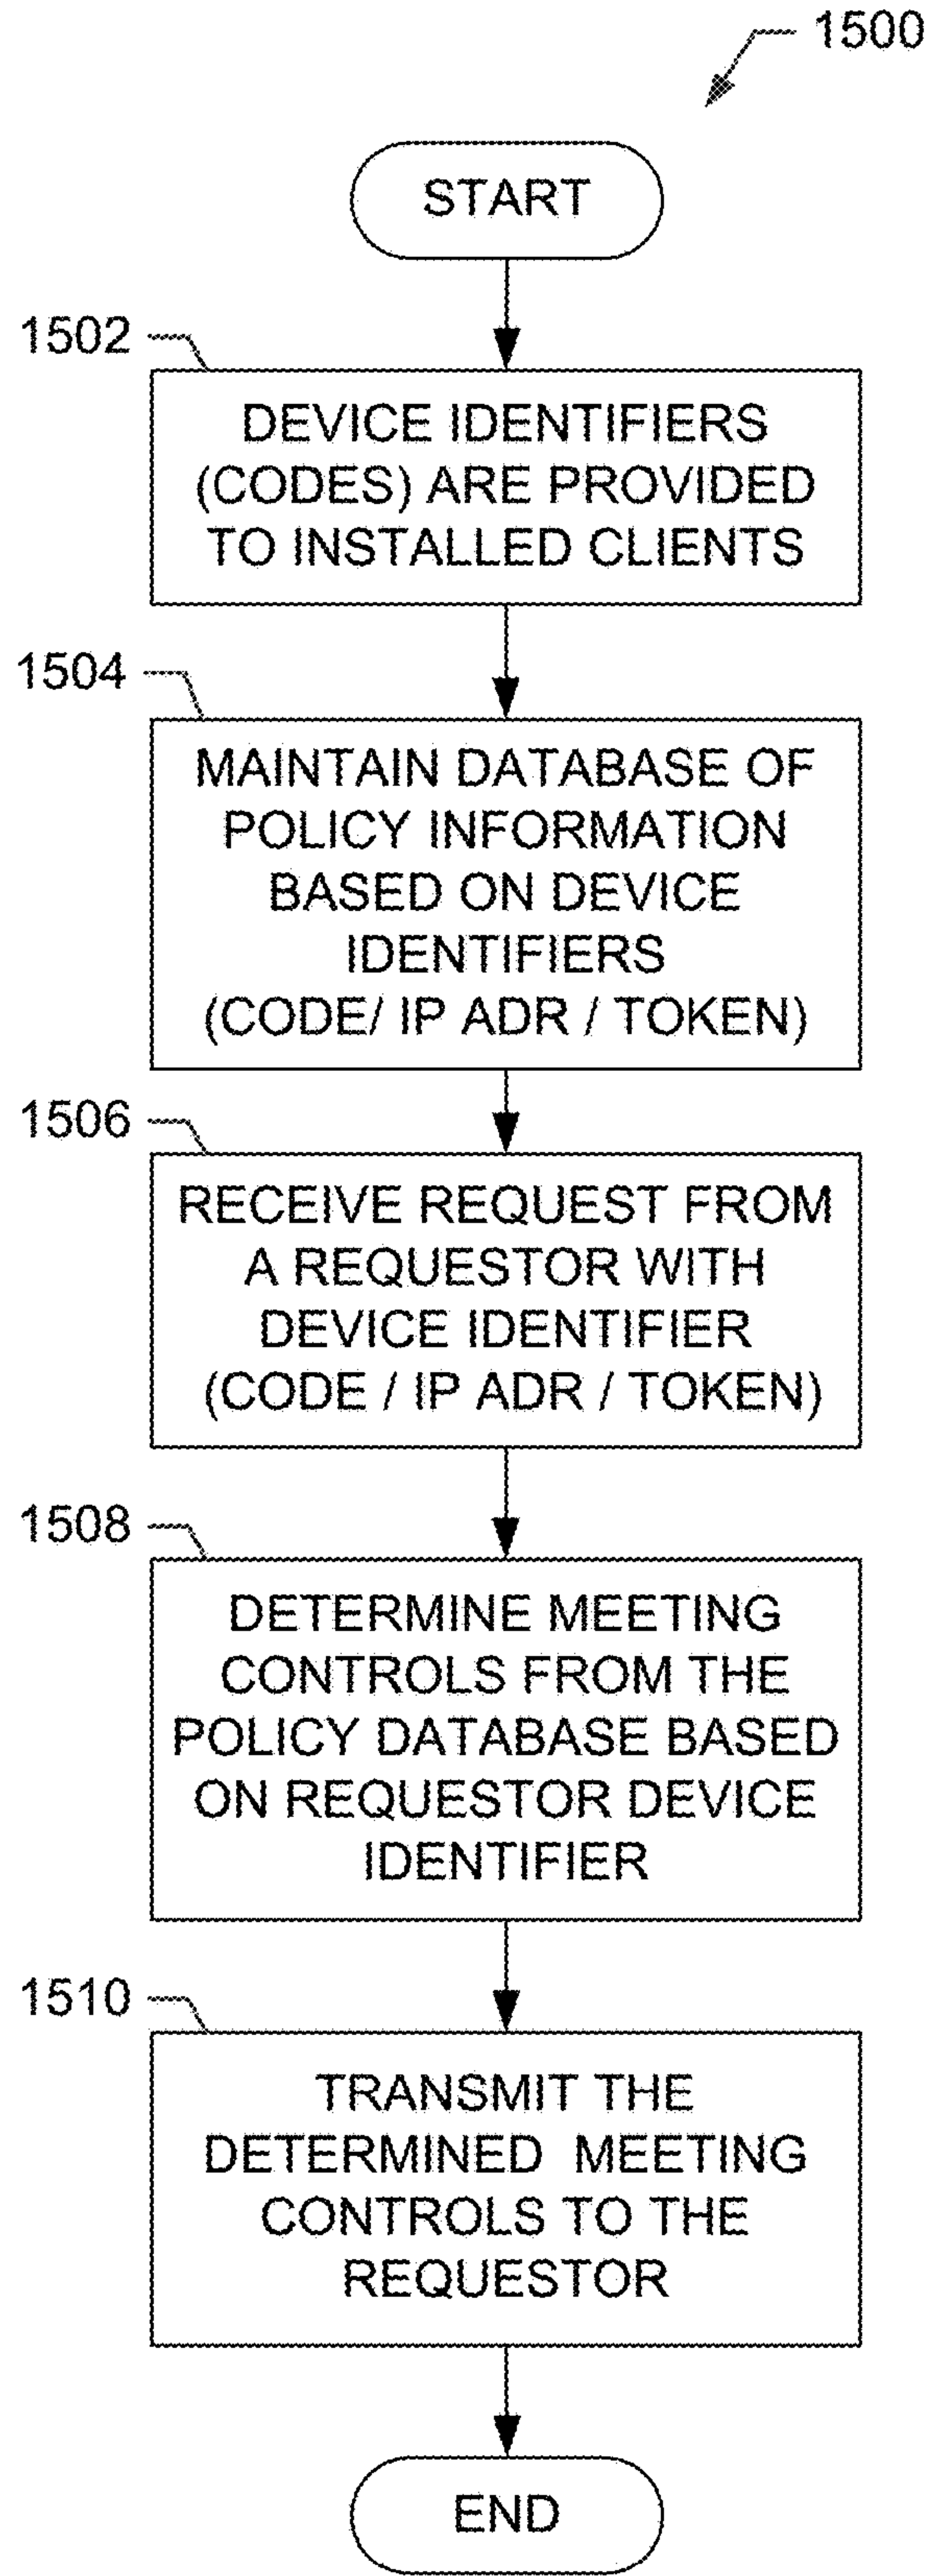 1500
START
1502
DEVICE IDENTIFIERS
(CODES) ARE PROVIDED
TO INSTALLED CLIENTS
1504
MAINTAIN DATABASE OF
POLICY INFORMATION
BASED ON DEVICE
IDENTIFIERS
(CODE/ IP ADR / TOKEN)
1506
RECEIVE REQUEST FROM
A REQUESTOR WITH
DEVICE IDENTIFIER
(CODE / IP ADR / TOKEN)
1508
DETERMINE MEETING
CONTROLS FROM THE
POLICY DATABASE BASED
ON REQUESTOR DEVICE
IDENTIFIER
1510
TRANSMIT THE
DETERMINED MEETING
CONTROLS TO THE
REQUESTOR
END